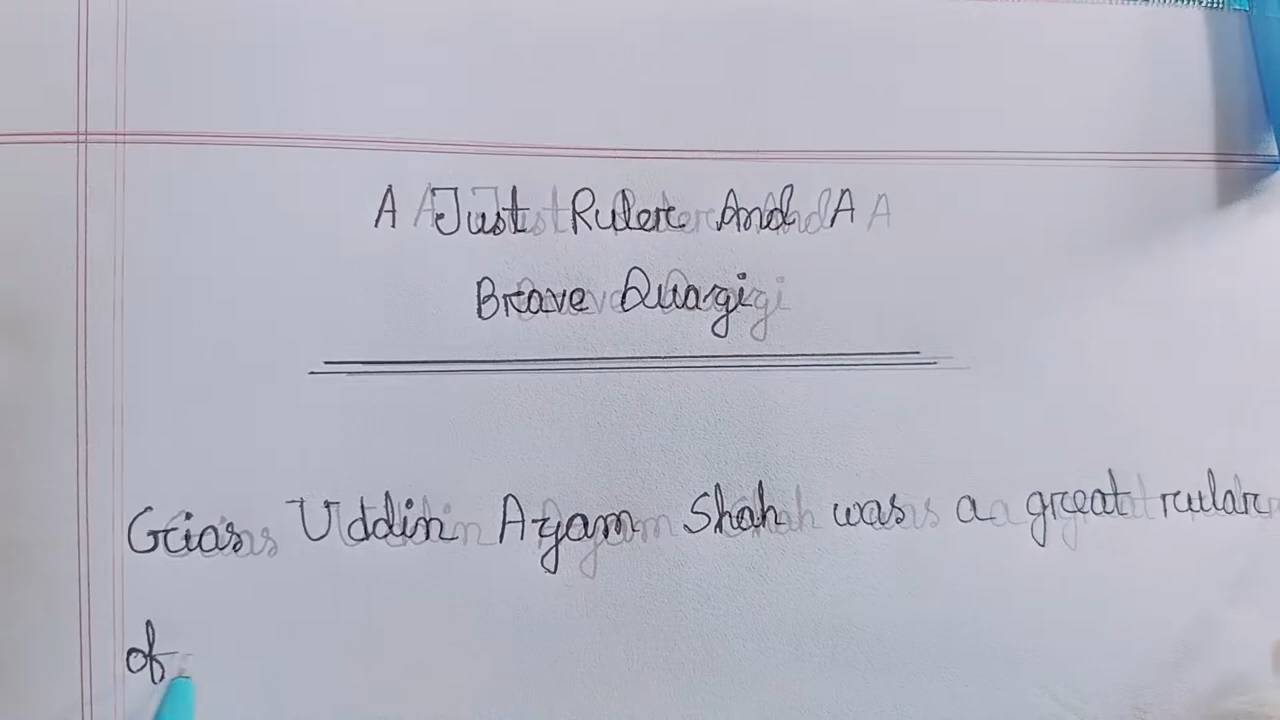 A Just Ruler And A
Brave Quazi
Gias Uddin Azam Shah was a great rular
of